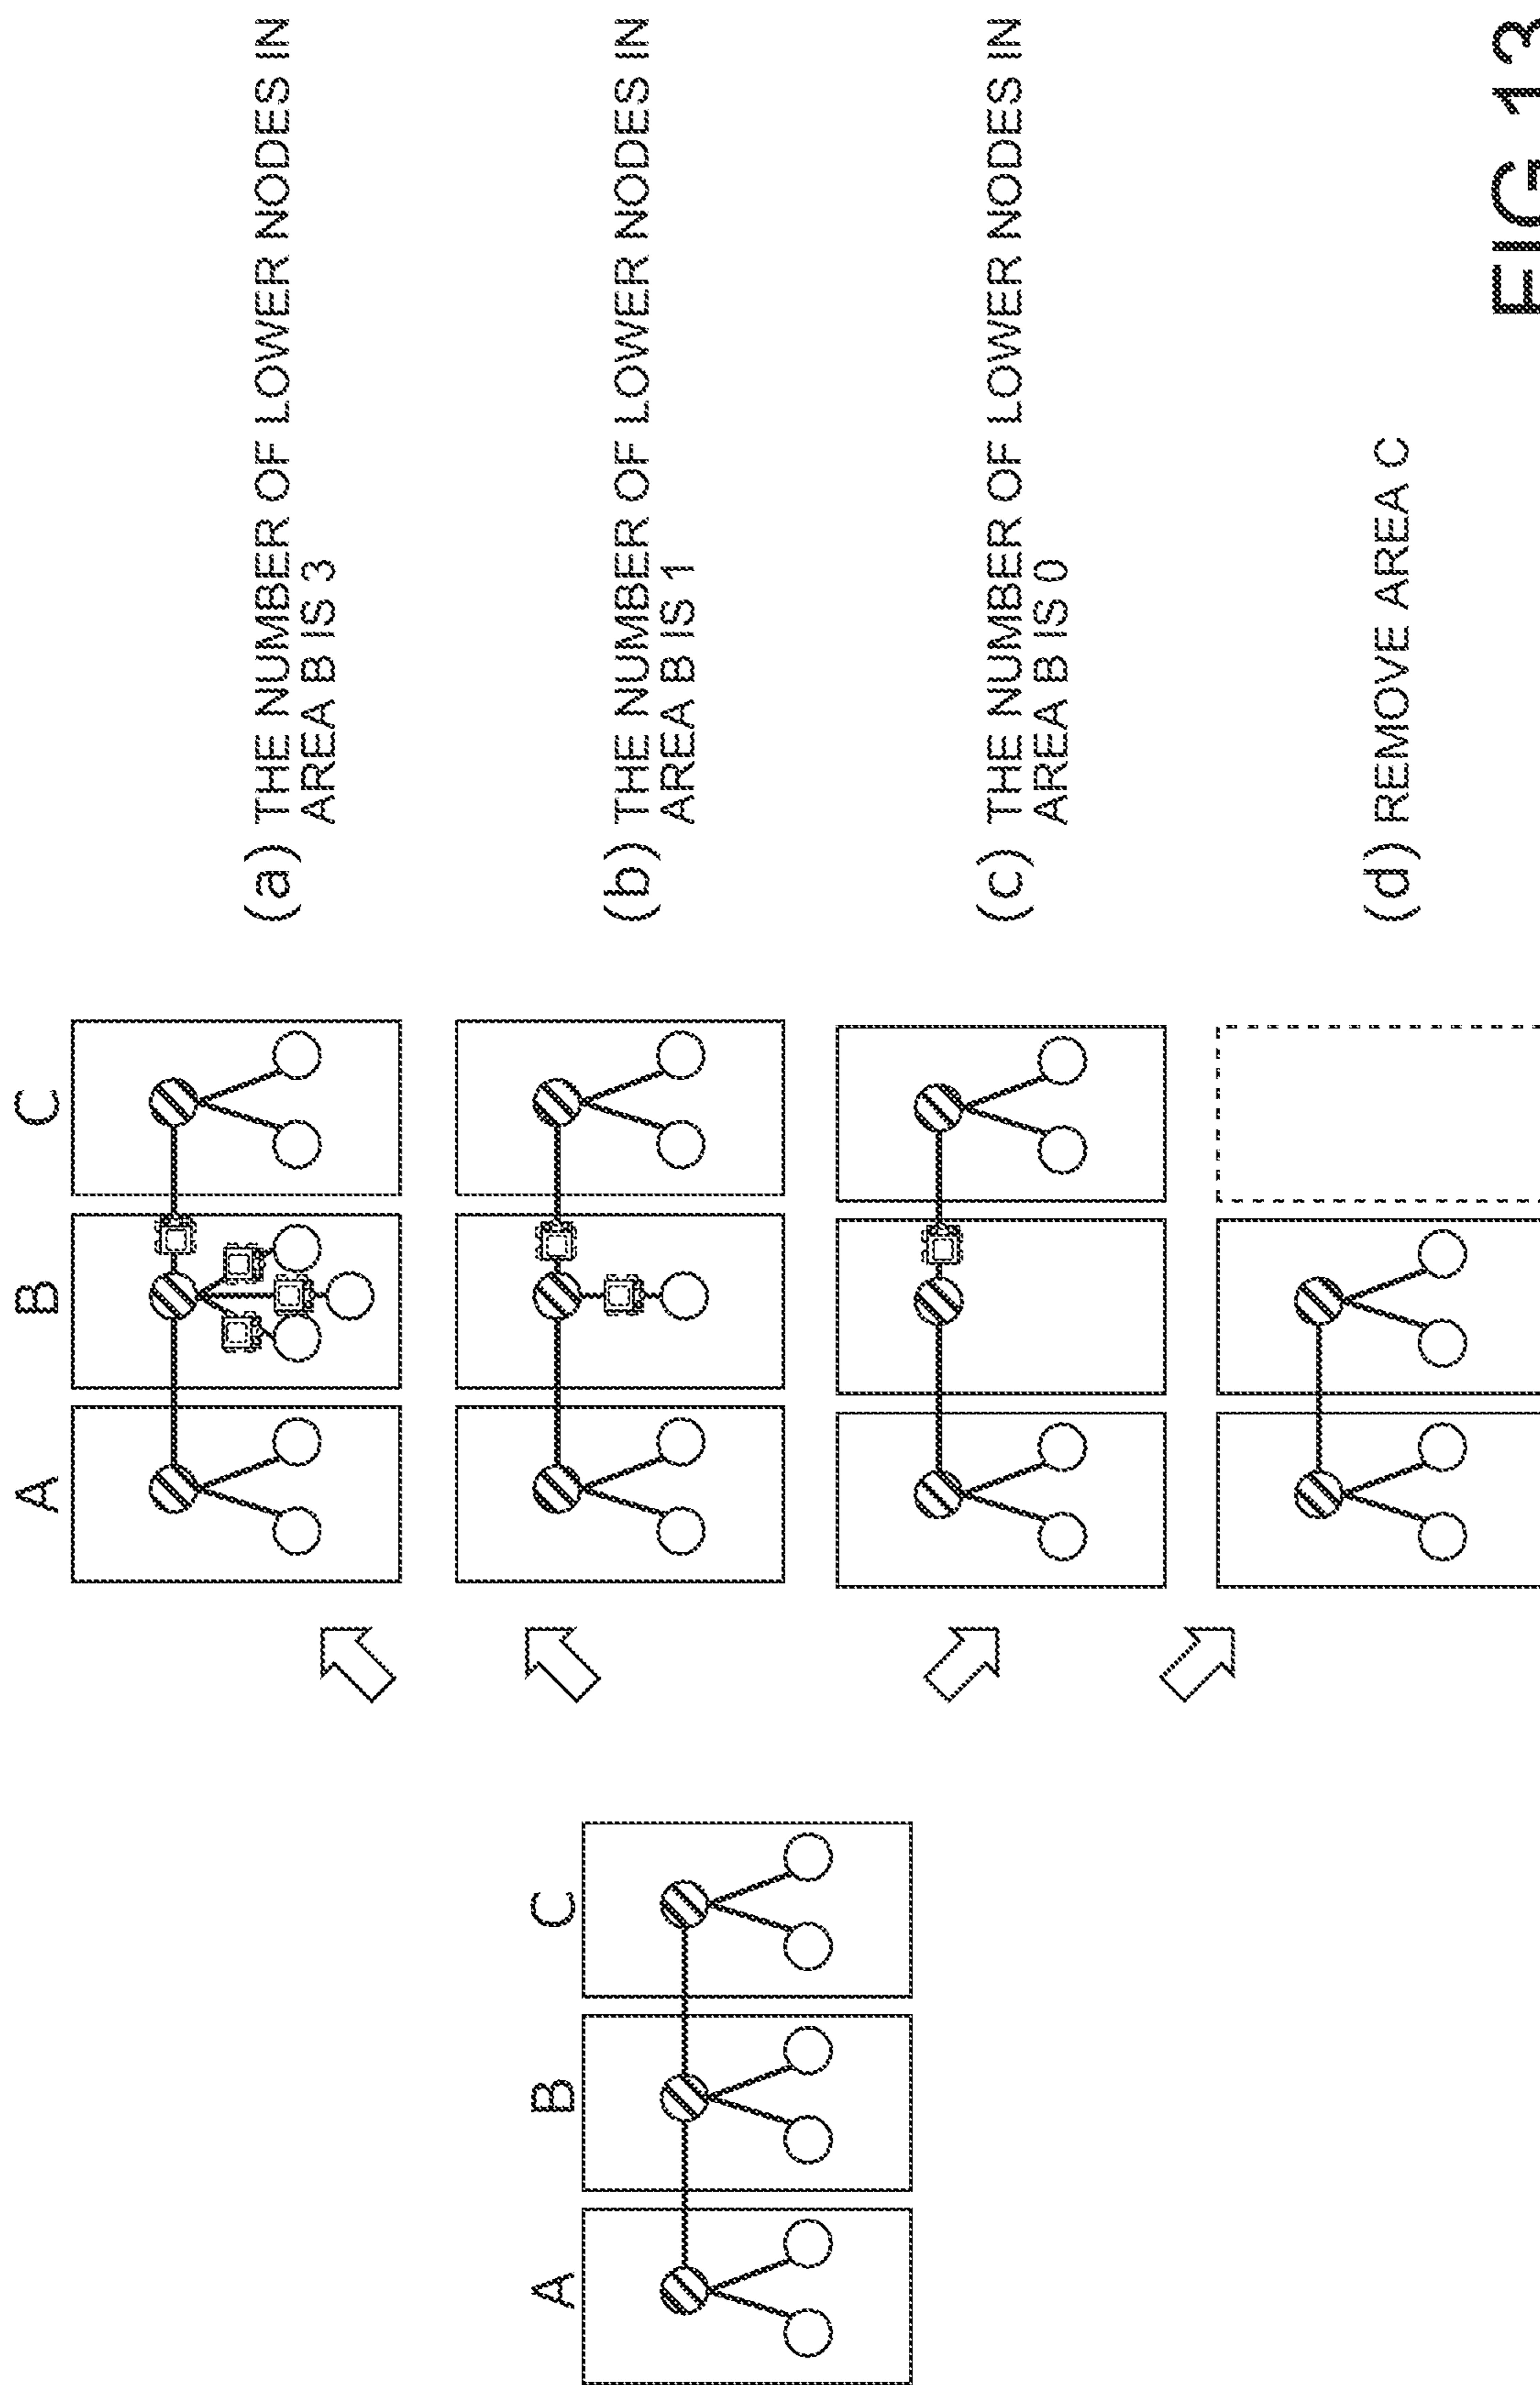 A B C
A B C
(a) THE NUMBER OF LOWER NODES IN
AREA B IS 3
(b) THE NUMBER OF LOWER NODES IN
AREA B IS 1
(c) THE NUMBER OF LOWER NODES IN
AREA B IS 0
(d) REMOVE AREA C
FIG 13